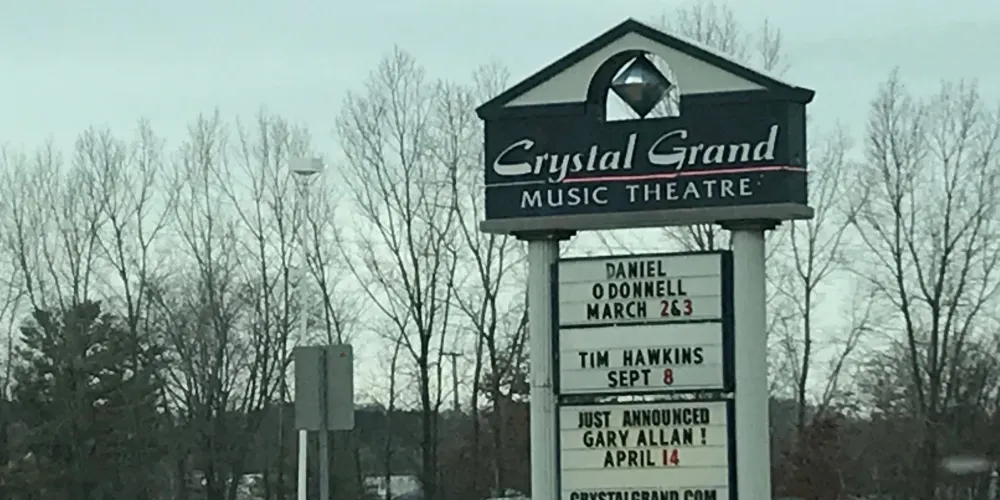 Crystal Grand
MUSIC THEATRE
DANIEL
O DONNELL
MARCH 2&3
TIM HAWKINS
SEPT 8
JUST ANNOUNCED
GARY ALLAN !
APRIL 14
CRYSTALGRAND.COM